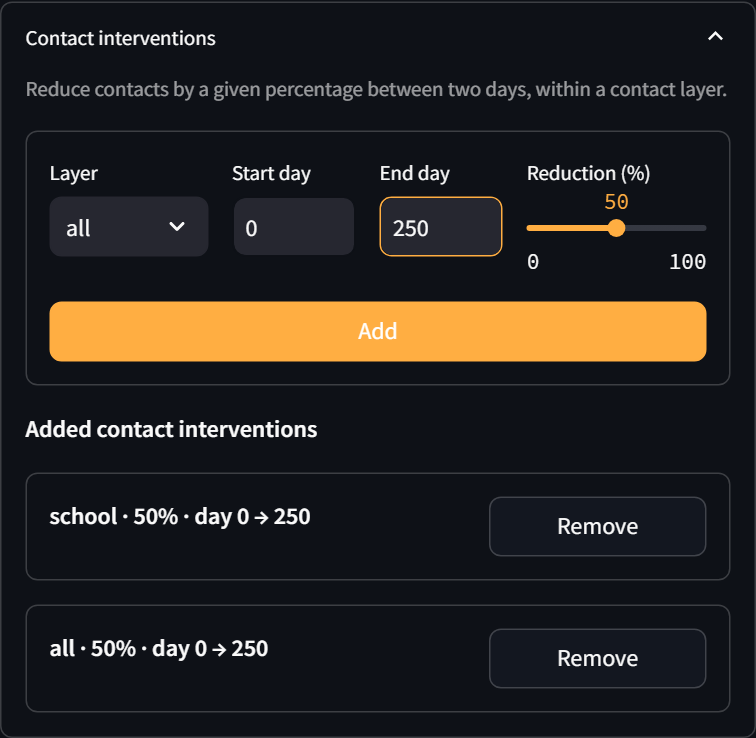 Contact interventions
Reduce contacts by a given percentage between two days, within a contact layer.
Layer
Start day
End day
Reduction (%)
50
all
0
250
0
100
Add
Added contact interventions
school · 50% · day 0 → 250
Remove
all · 50% · day 0 → 250
Remove